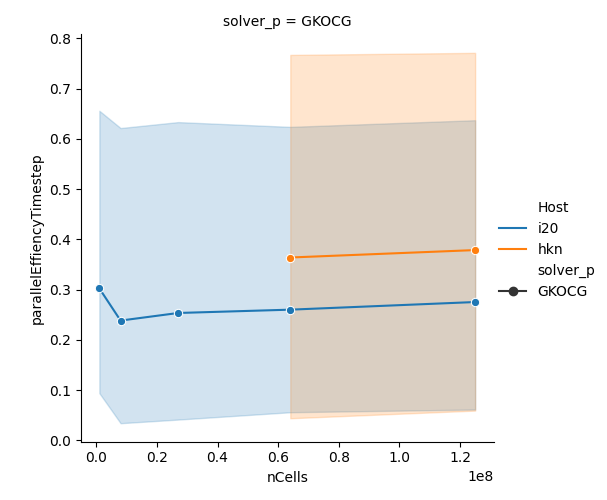 solver_p = GKOCG
0.8
0.7
0.6
0.5
0.4
0.3
0.2
0.1
0.0
parallelEffiencyTimestep
0.0 0.2 0.4 0.6 0.8 1.0 1.2
1e8
nCells
Host
i20
hkn
solver_p
GKOCG